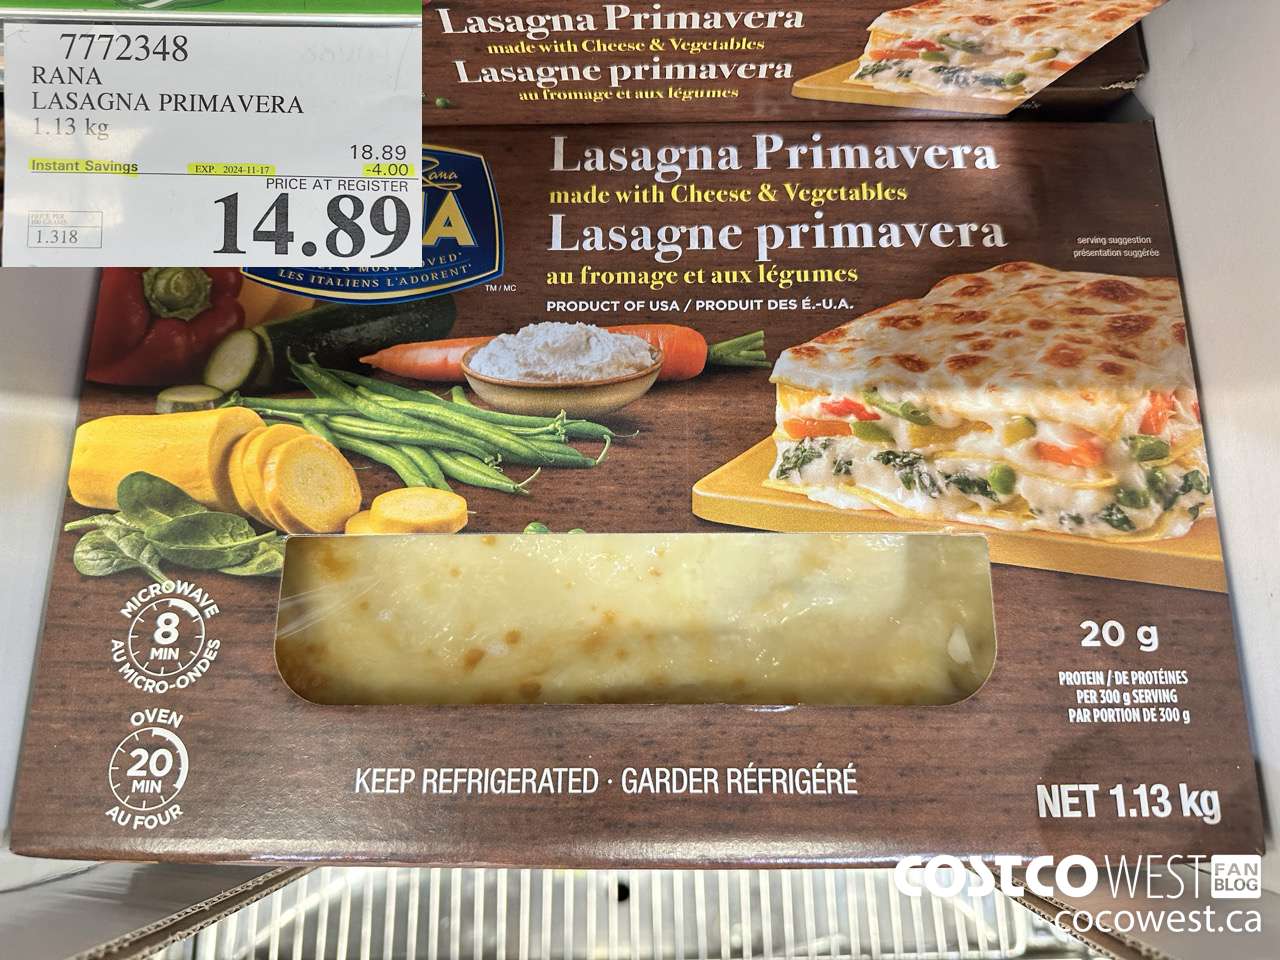 7772348
RANA
LASAGNA PRIMAVERA
1.13 kg
18.89
Instant Savings EXP. 2024-11-17 -4.00
PRICE AT REGISTER
14.89
1.318
Lasagna Primavera
made with Cheese & Vegetables
Lasagne primavera
au fromage et aux légumes
Rana
A
MOST LOVED
LES ITALIENS L'ADORENT
TM/MC
Lasagna Primavera
made with Cheese & Vegetables
Lasagne primavera
au fromage et aux légumes
PRODUCT OF USA / PRODUIT DES É.-U.A.
serving suggestion
présentation suggérée
MICROWAVE
8
MIN
AU MICRO-ONDES
OVEN
20
MIN
AU FOUR
20 g
PROTEIN / DE PROTÉINES
PER 300 g SERVING
PAR PORTION DE 300 g
KEEP REFRIGERATED · GARDER RÉFRIGÉRÉ
NET 1.13 kg
COSTCO WEST FAN BLOG
cocowest.ca